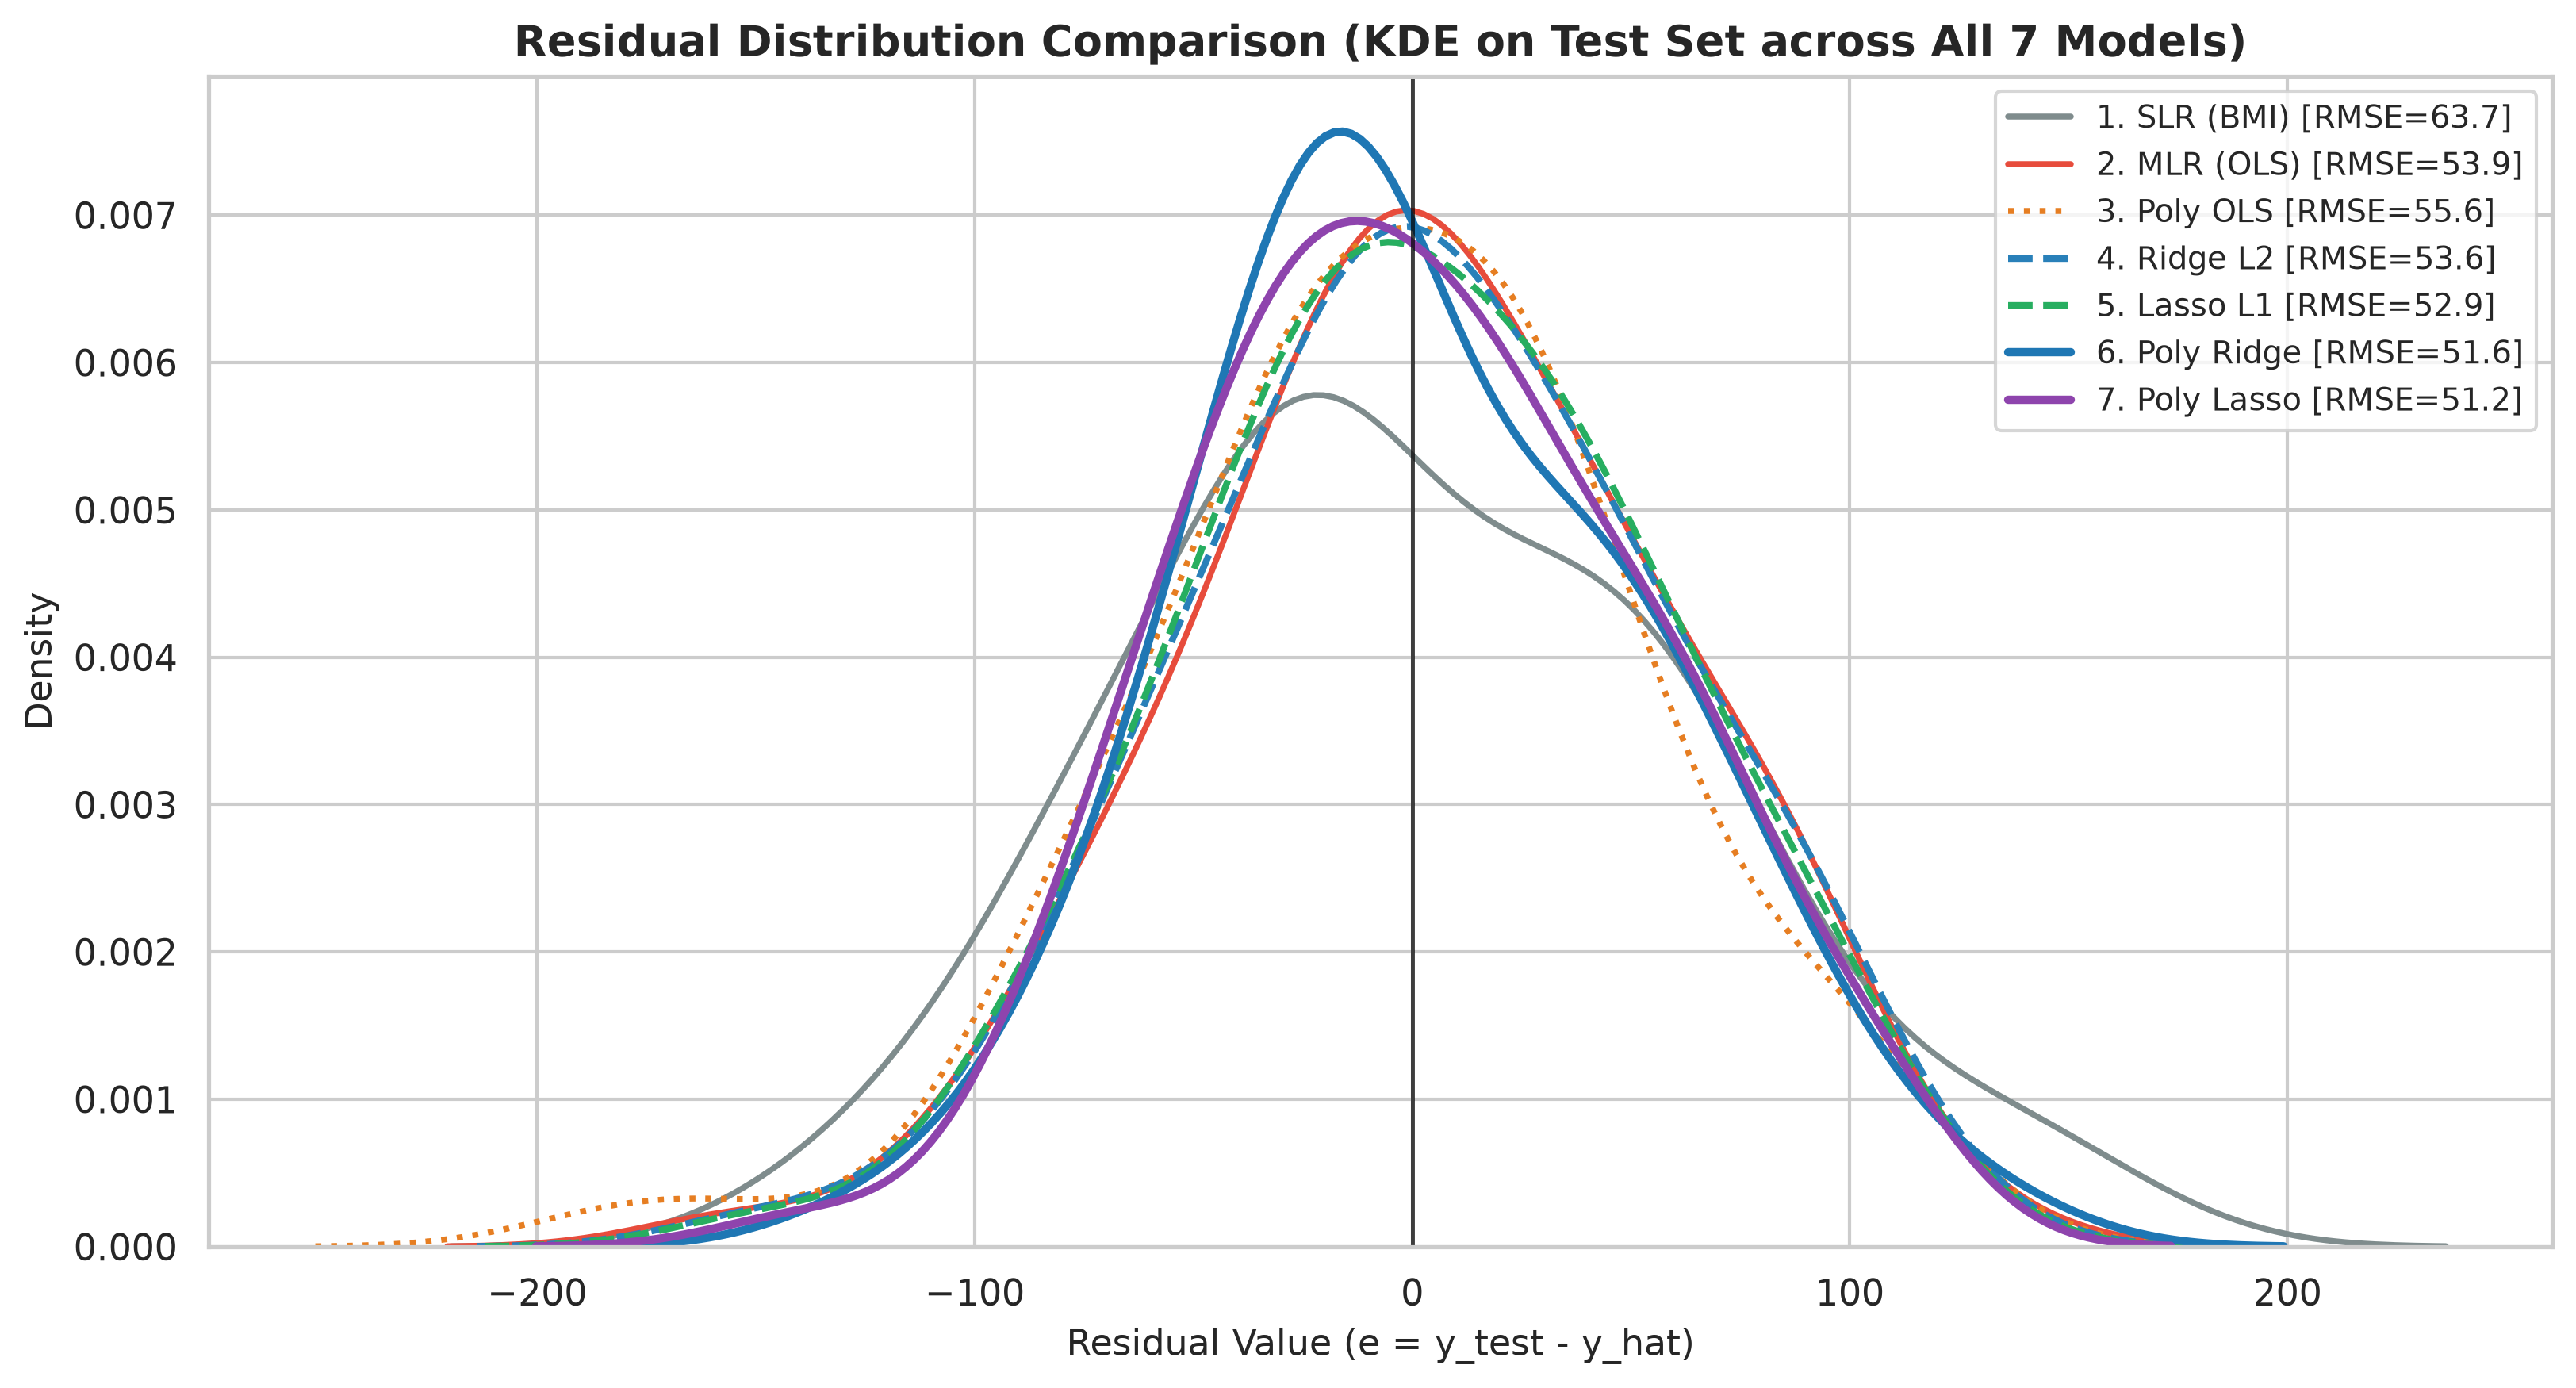 Residual Distribution Comparison (KDE on Test Set across All 7 Models)
1. SLR (BMI) [RMSE=63.7]
2. MLR (OLS) [RMSE=53.9]
3. Poly OLS [RMSE=55.6]
4. Ridge L2 [RMSE=53.6]
5. Lasso L1 [RMSE=52.9]
6. Poly Ridge [RMSE=51.6]
7. Poly Lasso [RMSE=51.2]
Density
0.007
0.006
0.005
0.004
0.003
0.002
0.001
0.000
−200 −100 0 100 200
Residual Value (e = y_test - y_hat)